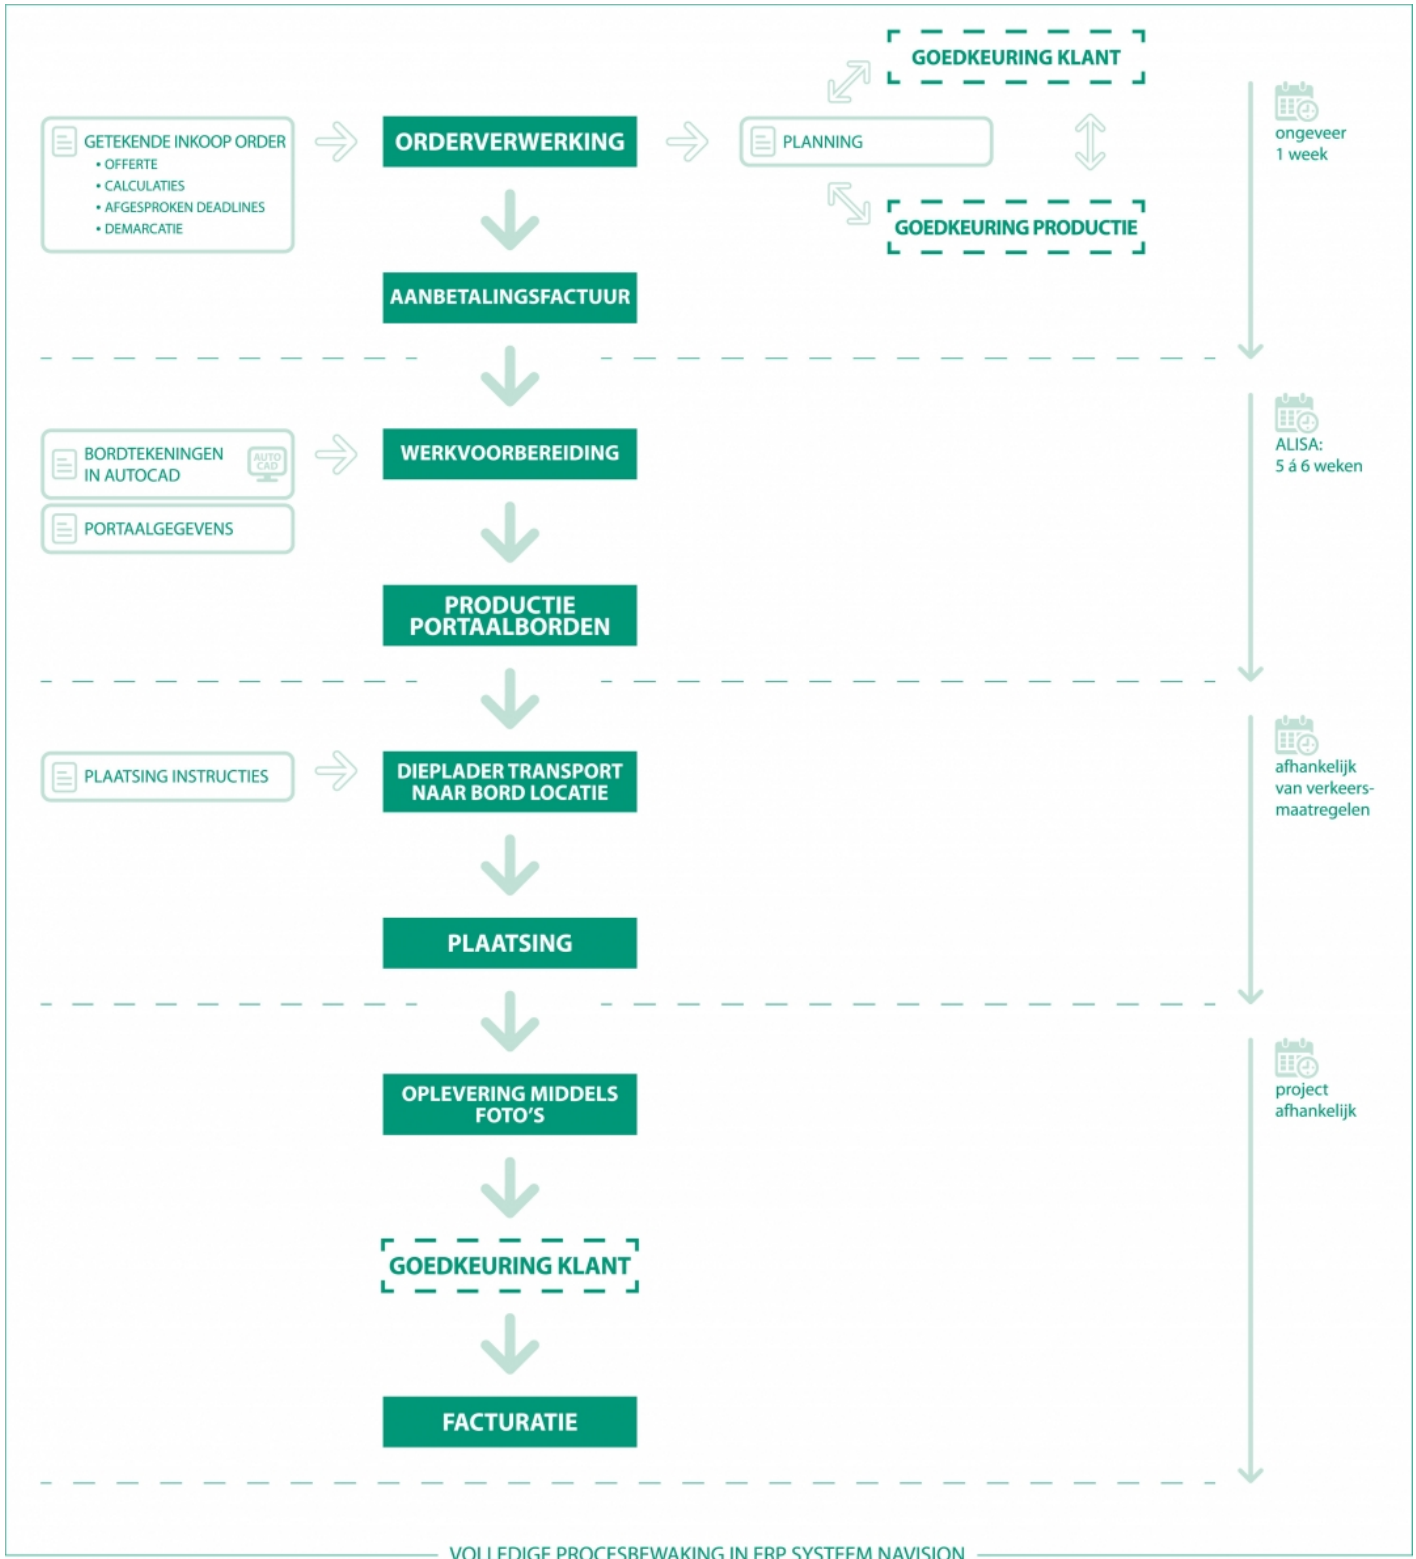 GOEDKEURING KLANT
GETEKENDE INKOOP ORDER
• OFFERTE
• CALCULATIES
• AFGESPROKEN DEADLINES
• DEMARCATIE
ORDERVERWERKING
PLANNING
ongeveer
1 week
GOEDKEURING PRODUCTIE
AANBETALINGSFACTUUR
BORDTEKENINGEN
IN AUTOCAD
AUTO
CAD
WERKVOORBEREIDING
ALISA:
5 á 6 weken
PORTAALGEGEVENS
PRODUCTIE
PORTAALBORDEN
PLAATSING INSTRUCTIES
DIEPLADER TRANSPORT
NAAR BORD LOCATIE
afhankelijk
van verkeers-
maatregelen
PLAATSING
OPLEVERING MIDDELS
FOTO'S
project
afhankelijk
GOEDKEURING KLANT
FACTURATIE
VOLLEDIGE PROCESBEWAKING IN ERP SYSTEEM NAVISION